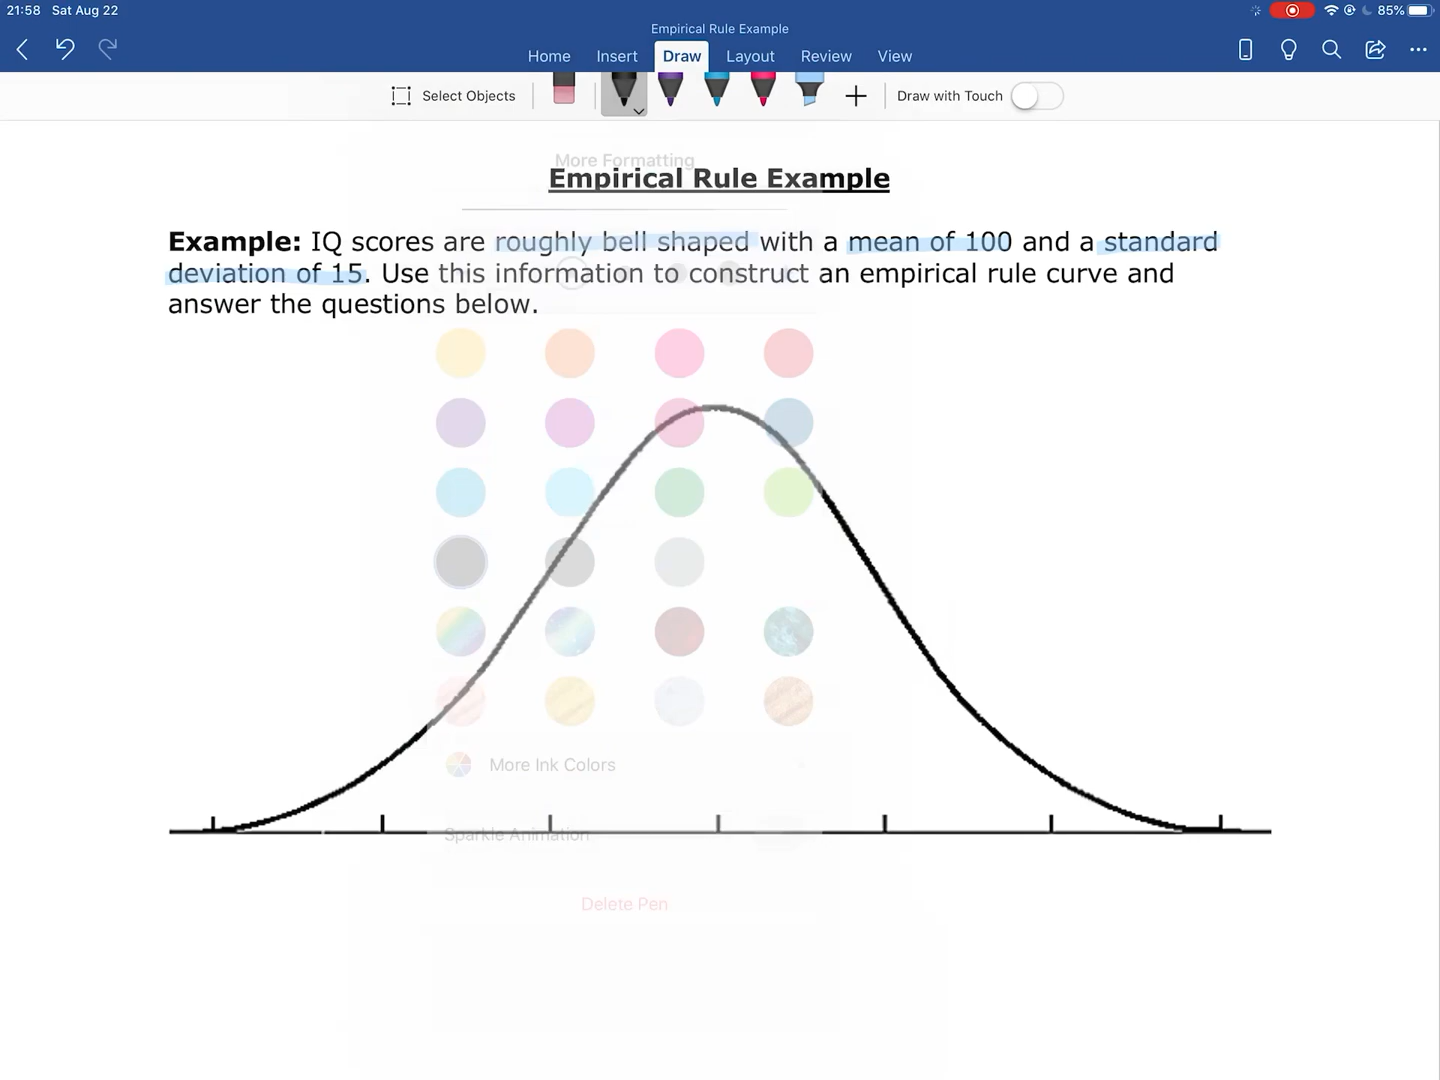 21:58 Sat Aug 22
85%
Empirical Rule Example
Home Insert Draw Layout Review View
Select Objects
Draw with Touch
More Formatting
Empirical Rule Example
Example: IQ scores are roughly bell shaped with a mean of 100 and a standard
deviation of 15. Use this information to construct an empirical rule curve and
answer the questions below.
More Ink Colors
Sparkle Animation
Delete Pen